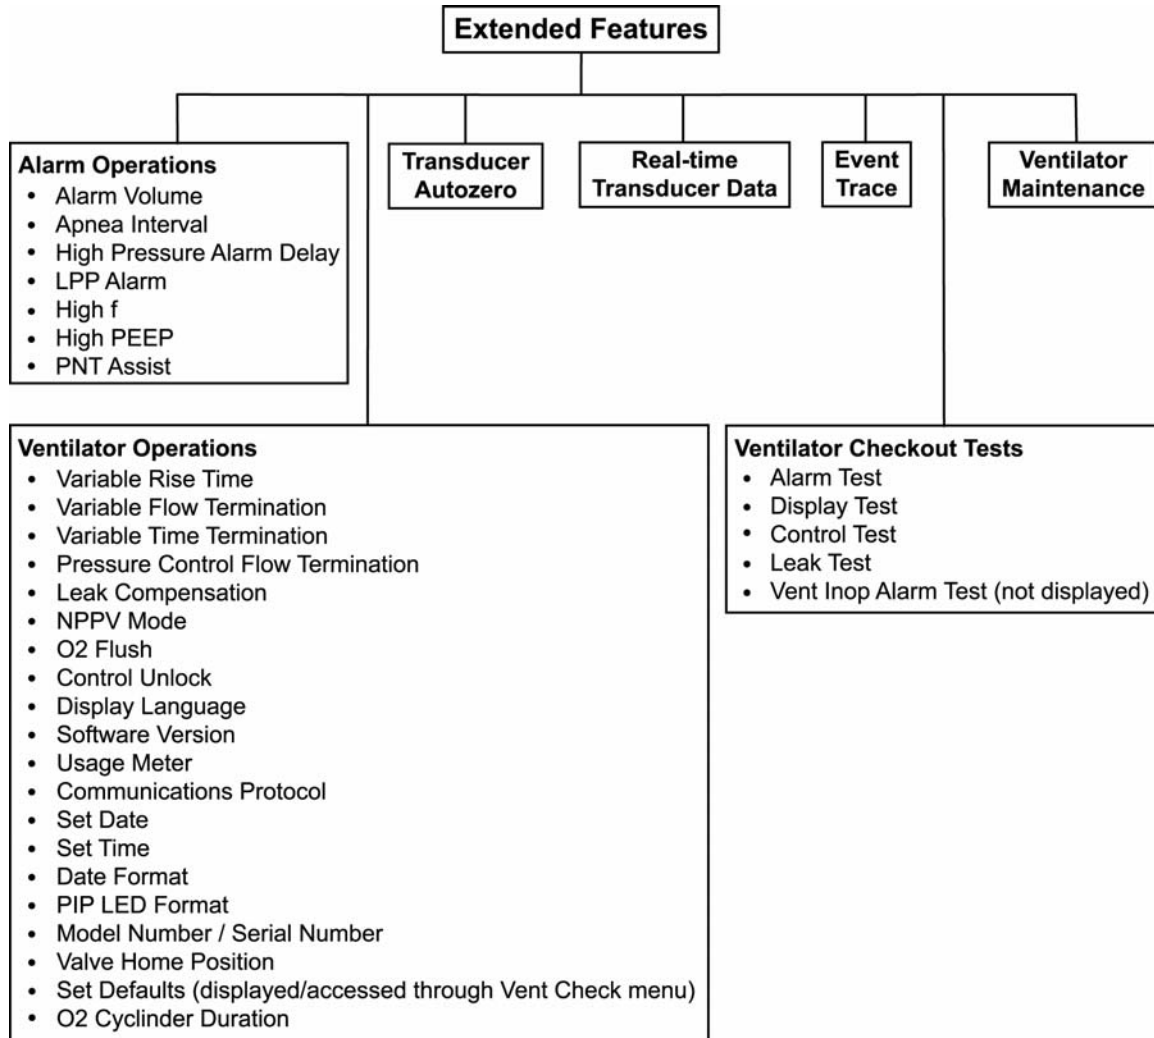 Extended Features
Alarm Operations
• Alarm Volume
• Apnea Interval
• High Pressure Alarm Delay
• LPP Alarm
• High f
• High PEEP
• PNT Assist
Transducer
Autozero
Real-time
Transducer Data
Event
Trace
Ventilator
Maintenance
Ventilator Operations
• Variable Rise Time
• Variable Flow Termination
• Variable Time Termination
• Pressure Control Flow Termination
• Leak Compensation
• NPPV Mode
• O2 Flush
• Control Unlock
• Display Language
• Software Version
• Usage Meter
• Communications Protocol
• Set Date
• Set Time
• Date Format
• PIP LED Format
• Model Number / Serial Number
• Valve Home Position
• Set Defaults (displayed/accessed through Vent Check menu)
• O2 Cyclinder Duration
Ventilator Checkout Tests
• Alarm Test
• Display Test
• Control Test
• Leak Test
• Vent Inop Alarm Test (not displayed)